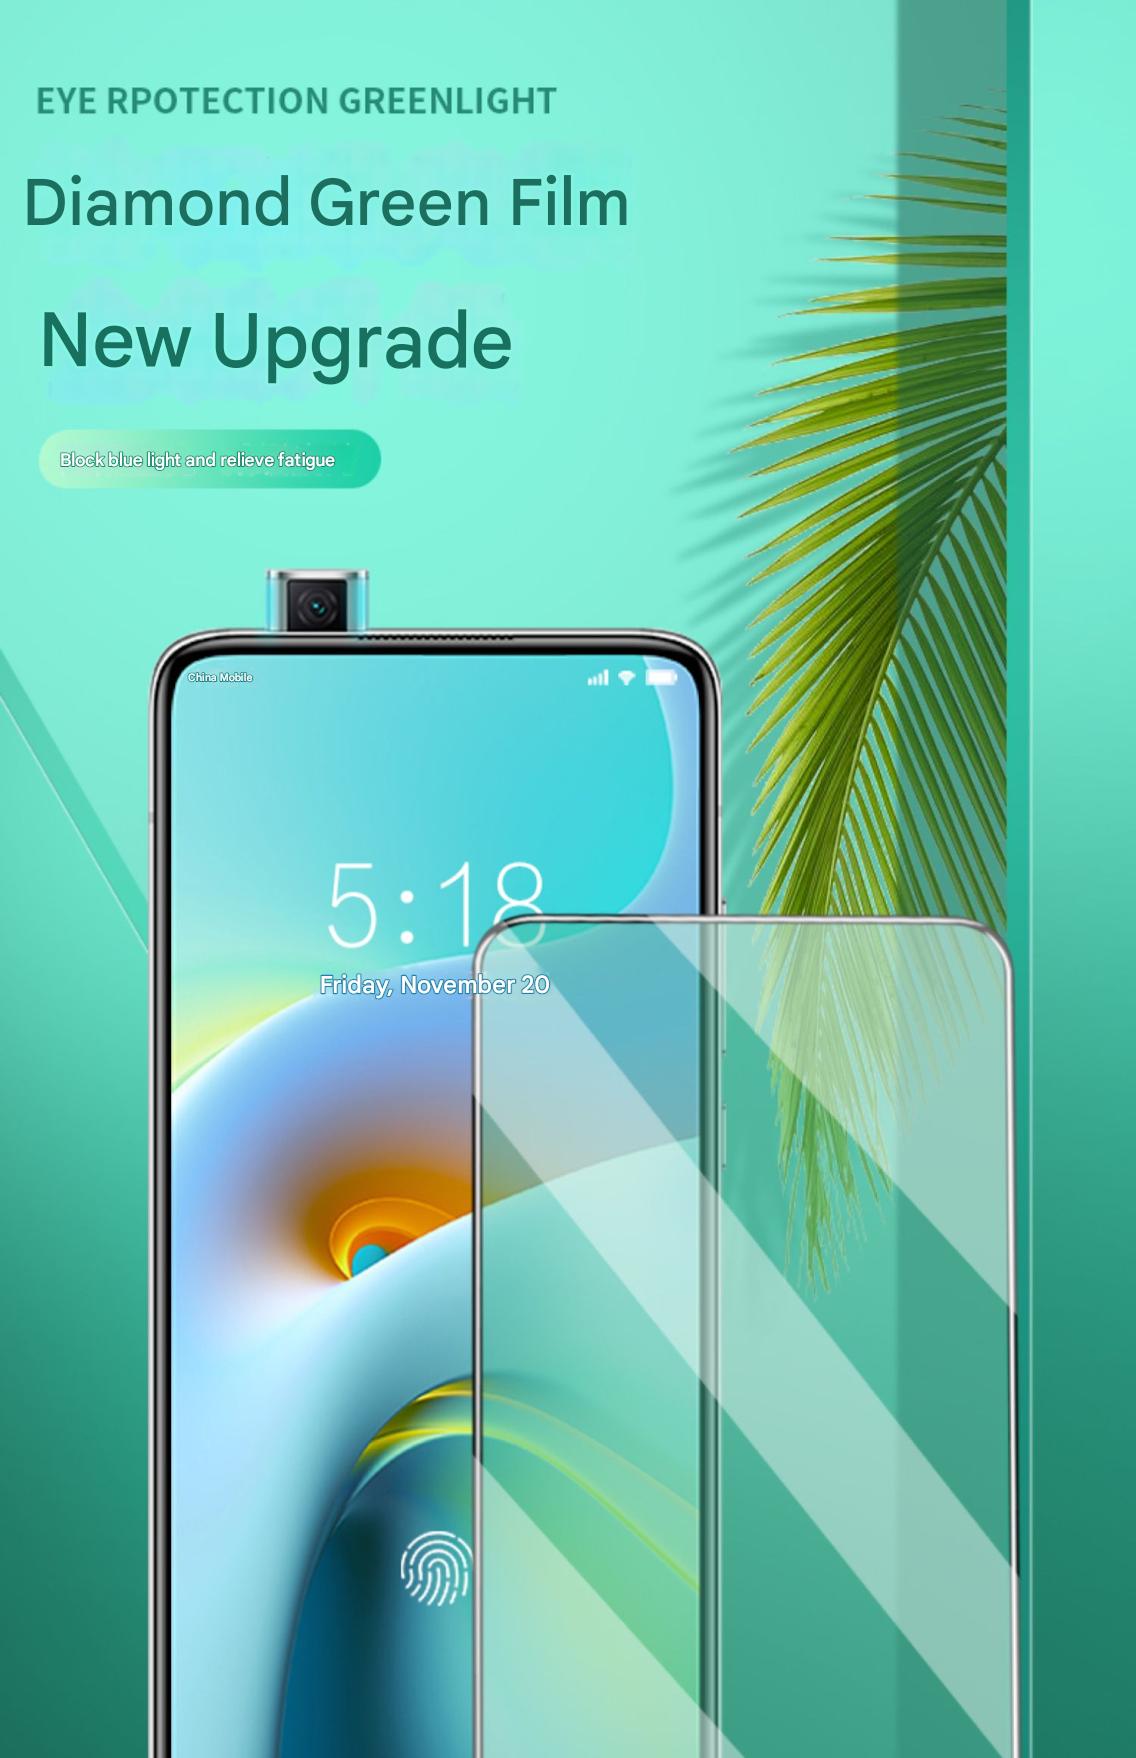 EYE RPOTECTION GREENLIGHT
Diamond Green Film
New Upgrade
Block blue light and relieve fatigue
China Mobile
5:18
Friday, November 20